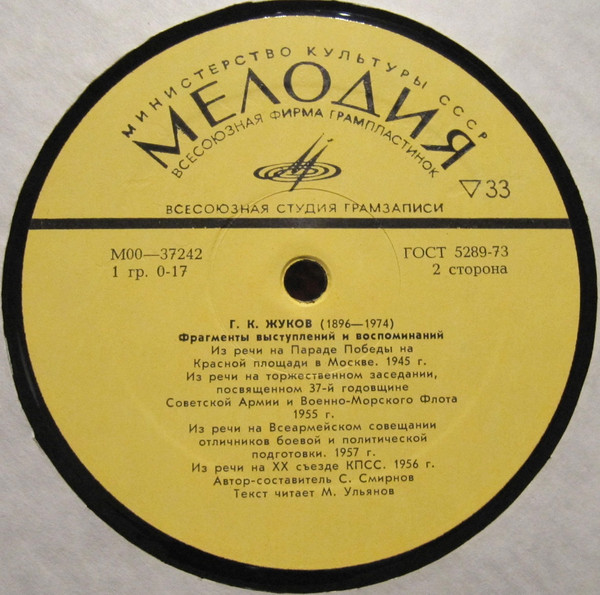 МИНИСТЕРСТВО КУЛЬТУРЫ СССР
МЕЛОДИЯ
ВСЕСОЮЗНАЯ ФИРМА ГРАМПЛАСТИНОК
▽33
ВСЕСОЮЗНАЯ СТУДИЯ ГРАМЗАПИСИ
М00—37242
1 гр. 0-17
ГОСТ 5289-73
2 сторона
Г. К. ЖУКОВ (1896—1974)
Фрагменты выступлений и воспоминаний
Из речи на Параде Победы на
Красной площади в Москве. 1945 г.
Из речи на торжественном заседании,
посвященном 37-й годовщине
Советской Армии и Военно-Морского Флота
1955 г.
Из речи на Всеармейском совещании
отличников боевой и политической
подготовки. 1957 г.
Из речи на XX съезде КПСС. 1956 г.
Автор-составитель С. Смирнов
Текст читает М. Ульянов